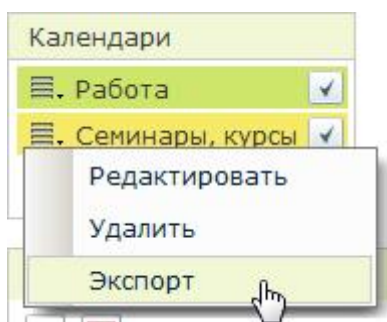 Календари
Работа
Семинары, курсы
Редактировать
Удалить
Экспорт